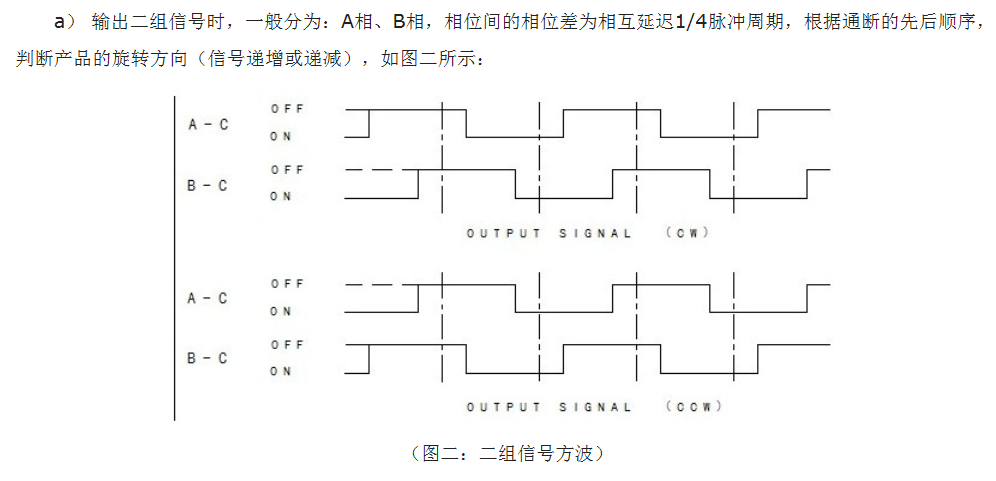 a） 输出二组信号时，一般分为：A相、B相，相位间的相位差为相互延迟1/4脉冲周期，根据通断的先后顺序，
判断产品的旋转方向（信号递增或递减），如图二所示：
A-C
OFF
ON
B-C
OFF
ON
OUTPUT SIGNAL (CW)
A-C
OFF
ON
B-C
OFF
ON
OUTPUT SIGNAL (CCW)
（图二：二组信号方波）